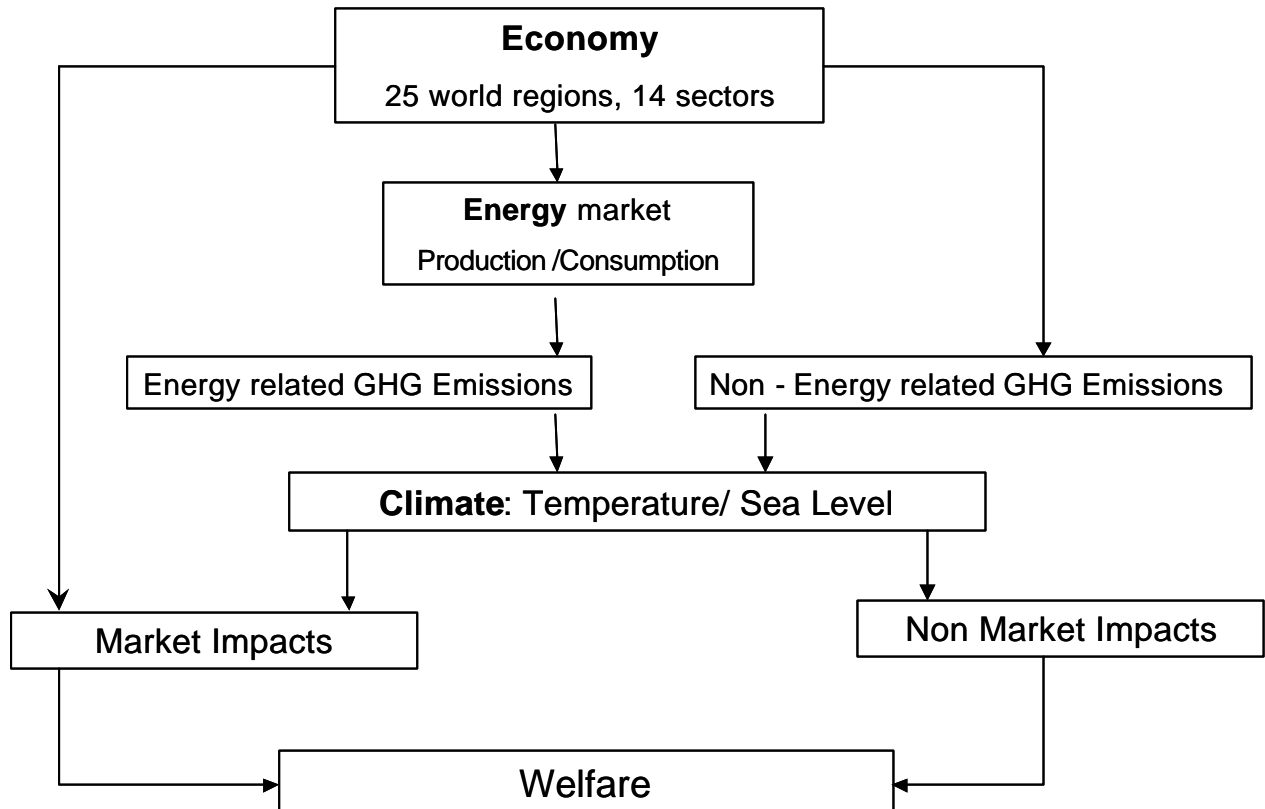 Economy
25 world regions, 14 sectors
Energy market
Production /Consumption
Energy related GHG Emissions
Non - Energy related GHG Emissions
Climate: Temperature/ Sea Level
Market Impacts
Non Market Impacts
Welfare